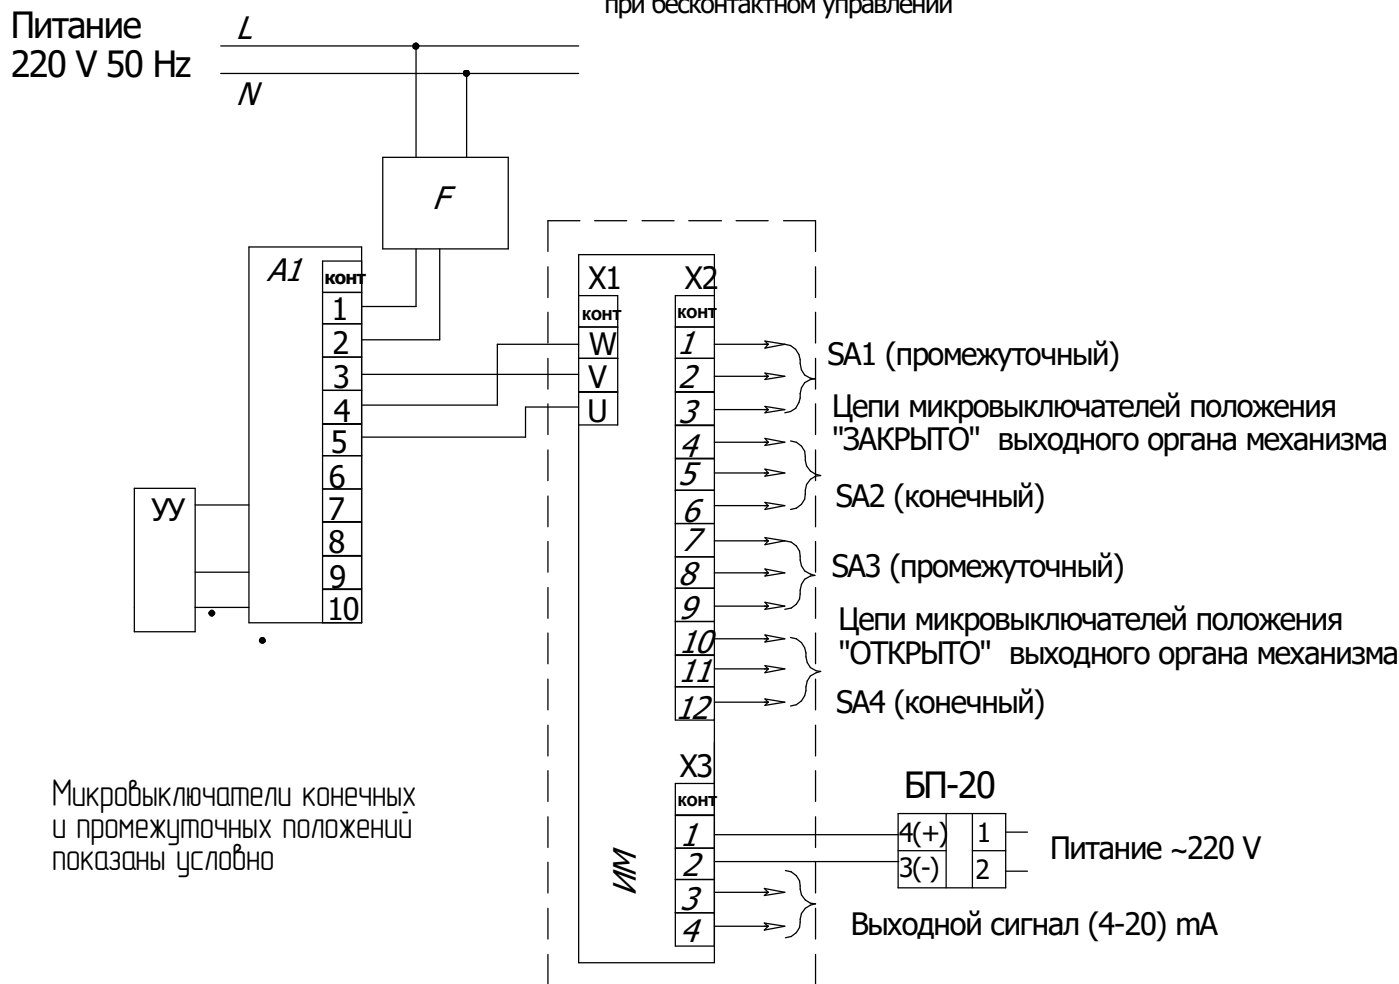 при бесконтактном управлении
Питание
220 V 50 Hz
L
N
F
A1
конт
1
2
3
4
5
6
7
8
9
10
УУ
X1
конт
W
V
U
X2
конт
1
2
3
4
5
6
7
8
9
10
11
12
SA1 (промежуточный)
Цепи микровыключателей положения
"ЗАКРЫТО" выходного органа механизма
SA2 (конечный)
SA3 (промежуточный)
Цепи микровыключателей положения
"ОТКРЫТО" выходного органа механизма
SA4 (конечный)
X3
конт
1
2
3
4
ИМ
БП-20
4(+)
1
3(-)
2
Питание ~220 V
Выходной сигнал (4-20) mA
Микровыключатели конечных
и промежуточных положений
показаны условно